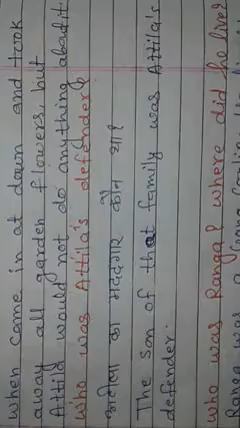 when came in at dawn and took
away all garden flowers, but
Attila would not do anything about it.
who was Attila's defender?
अटीला का मददगार कौन था?
The son of that family was Attila's
defender.
who was Ranga? where did he live?
Ranga was a